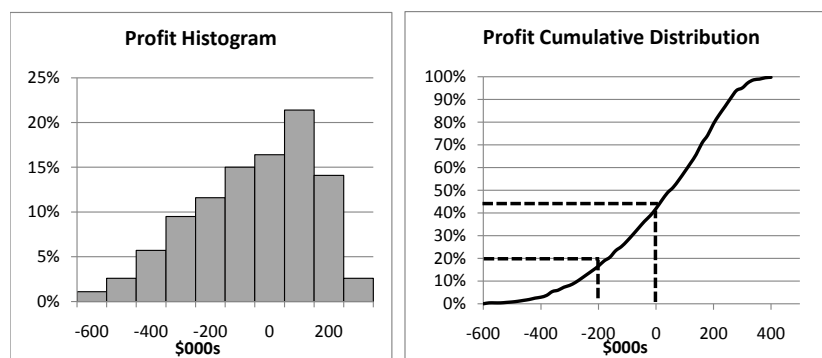 Profit Histogram
25%
20%
15%
10%
5%
0%
-600 -400 -200 0 200
$000s
Profit Cumulative Distribution
100%
90%
80%
70%
60%
50%
40%
30%
20%
10%
0%
-600 -400 -200 0 200 400
$000s